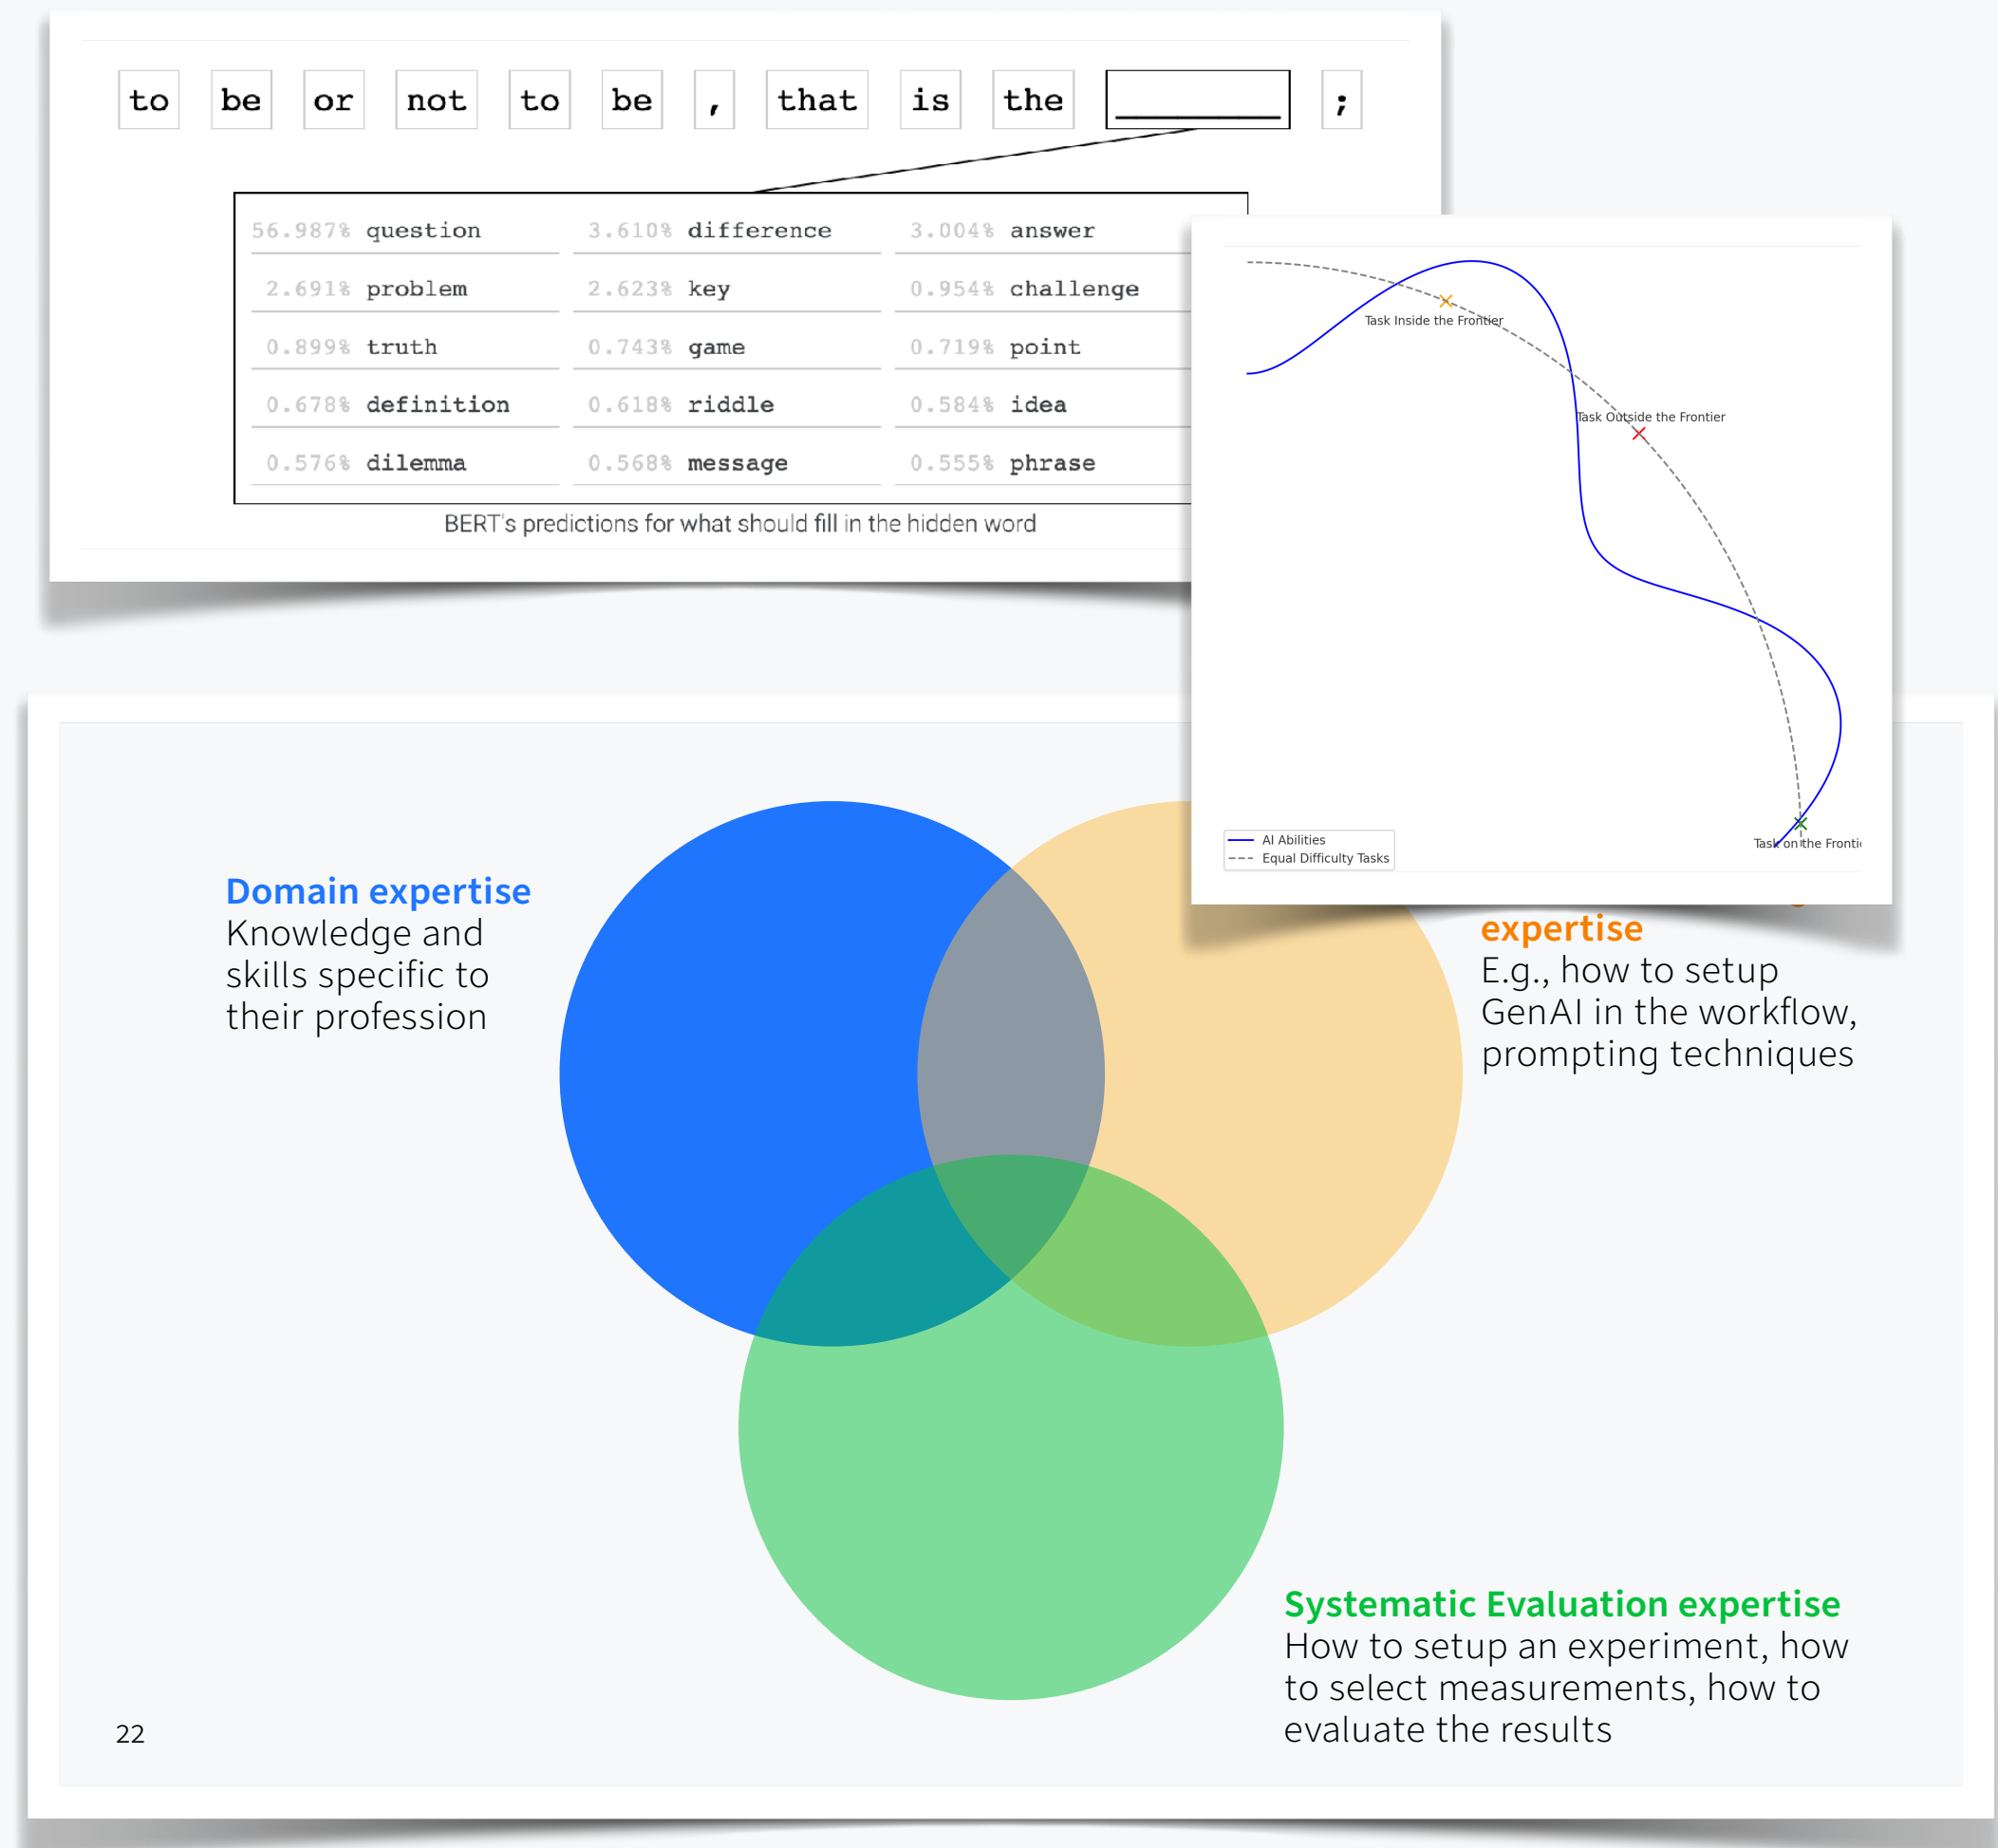 to be or not to be , that is the ________ ;
56.987% question 3.610% difference 3.004% answer
2.691% problem 2.623% key 0.954% challenge
0.899% truth 0.743% game 0.719% point
0.678% definition 0.618% riddle 0.584% idea
0.576% dilemma 0.568% message 0.555% phrase
BERT's predictions for what should fill in the hidden word
Task Inside the Frontier
Task Outside the Frontier
AI Abilities
Equal Difficulty Tasks
Task on the Fronti
Domain expertise
Knowledge and
skills specific to
their profession
expertise
E.g., how to setup
GenAI in the workflow,
prompting techniques
Systematic Evaluation expertise
How to setup an experiment, how
to select measurements, how to
evaluate the results
22